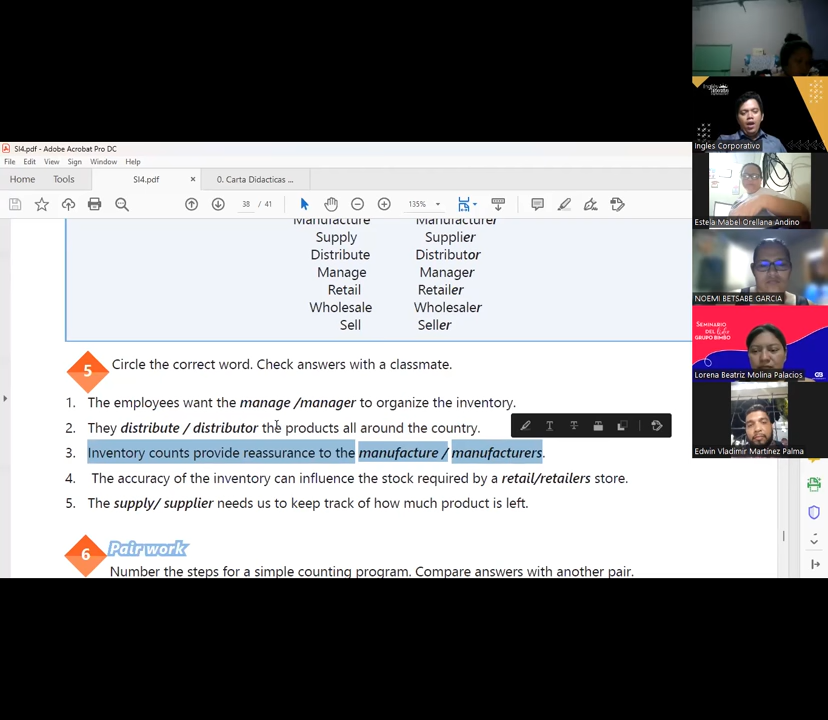 SI4.pdf - Adobe Acrobat Pro DC
File Edit View Sign Window Help
Home Tools SI4.pdf × 0. Carta Didacticas ...
38 / 41 135%
Manufacture Manufacturer
Supply Supplier
Distribute Distributor
Manage Manager
Retail Retailer
Wholesale Wholesaler
Sell Seller
5 Circle the correct word. Check answers with a classmate.
1. The employees want the manage /manager to organize the inventory.
2. They distribute / distributor the products all around the country.
3. Inventory counts provide reassurance to the manufacture / manufacturers.
4 The accuracy of the inventory can influence the stock required by a retail/retailers store.
5. The supply/ supplier needs us to keep track of how much product is left.
6 Pair work
Number the steps for a simple counting program. Compare answers with another pair.
Ingles Corporativo
Estela Mabel Orellana Andino
NOEMI BETSABE GARCIA
SEMINARIO
DEL
GRUPO BIMBO
Lorena Beatriz Molina Palacios
Edwin Vladimir Martinez Palma